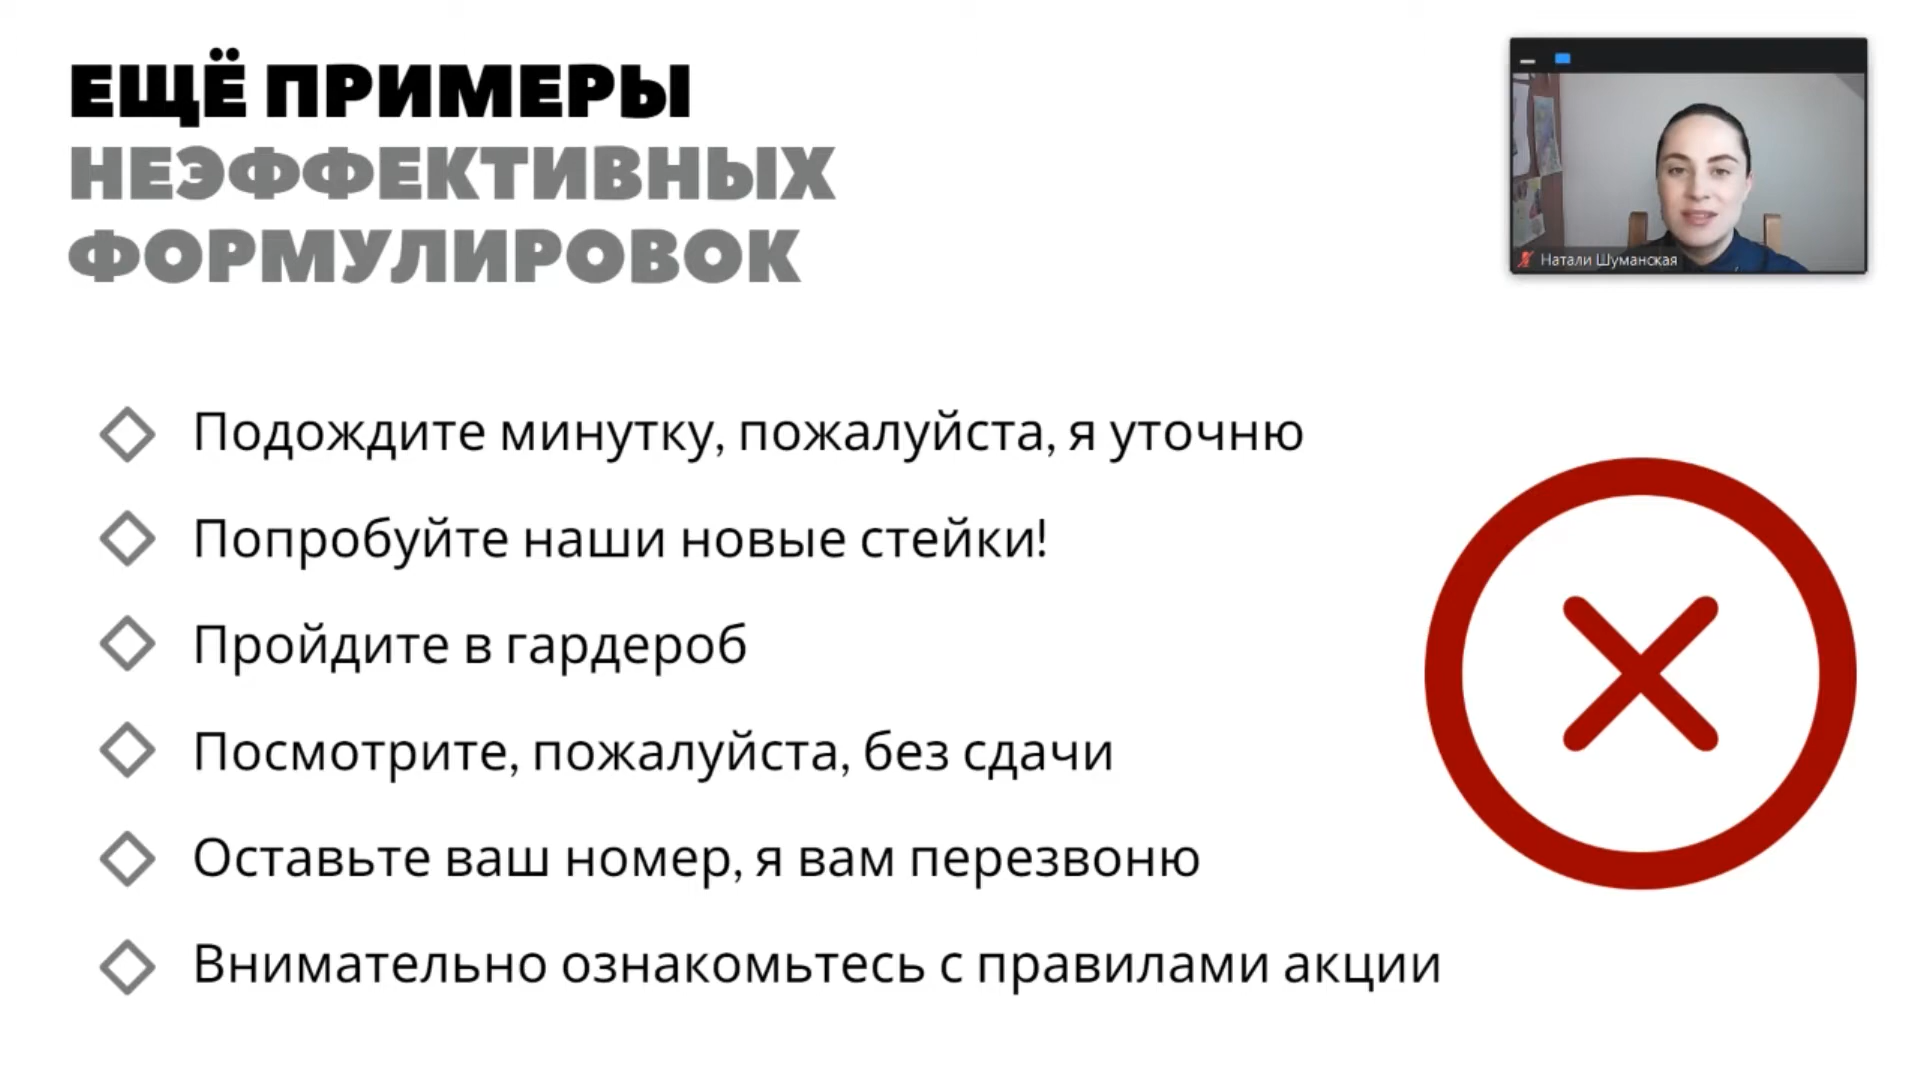 ЕЩЁ ПРИМЕРЫ
НЕЭФФЕКТИВНЫХ
ФОРМУЛИРОВОК
Натали Шуманская
Подождите минутку, пожалуйста, я уточню
Попробуйте наши новые стейки!
Пройдите в гардероб
Посмотрите, пожалуйста, без сдачи
Оставьте ваш номер, я вам перезвоню
Внимательно ознакомьтесь с правилами акции